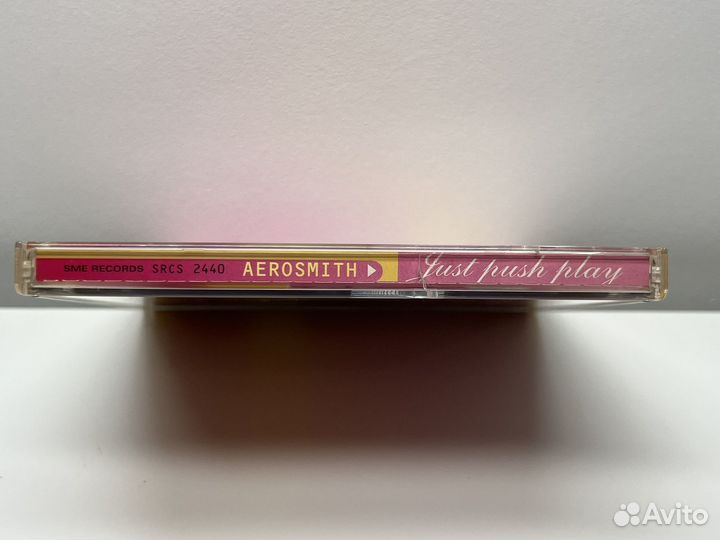 SME RECORDS SRCS 2440 AEROSMITH Just push play
Avito